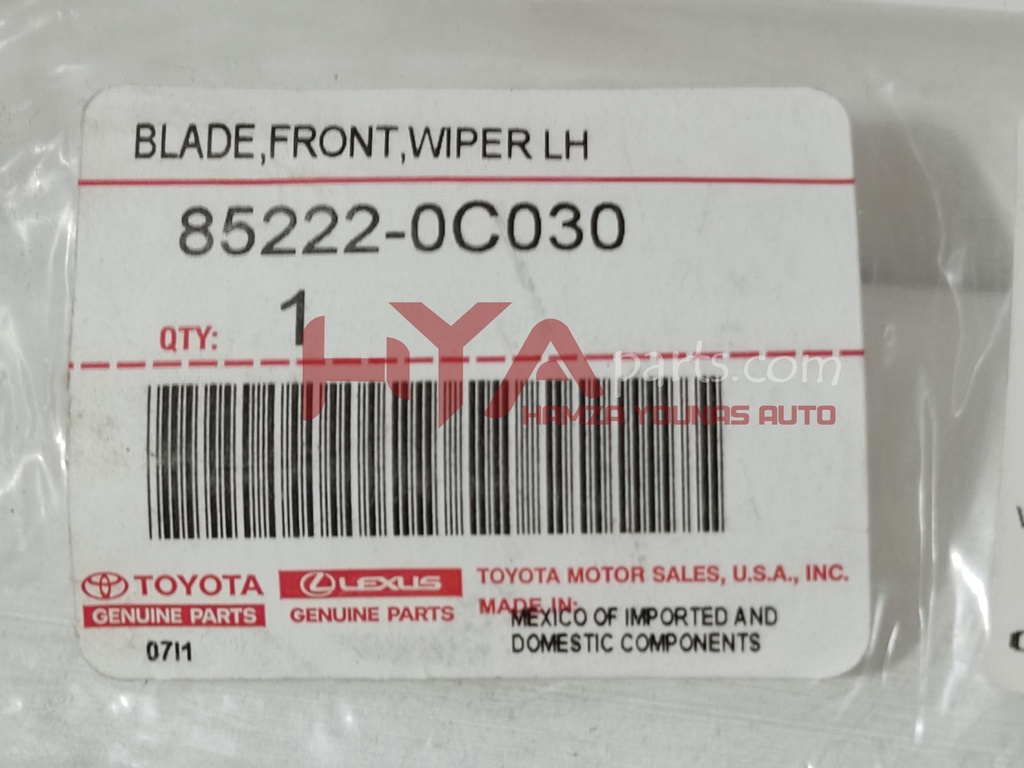 BLADE,FRONT,WIPER LH
85222-0C030
QTY: 1
HYA parts.com
HAMZA YOUNAS AUTO
TOYOTA
GENUINE PARTS
LEXUS
GENUINE PARTS
TOYOTA MOTOR SALES, U.S.A., INC.
MADE IN:
MEXICO OF IMPORTED AND
DOMESTIC COMPONENTS
07I1